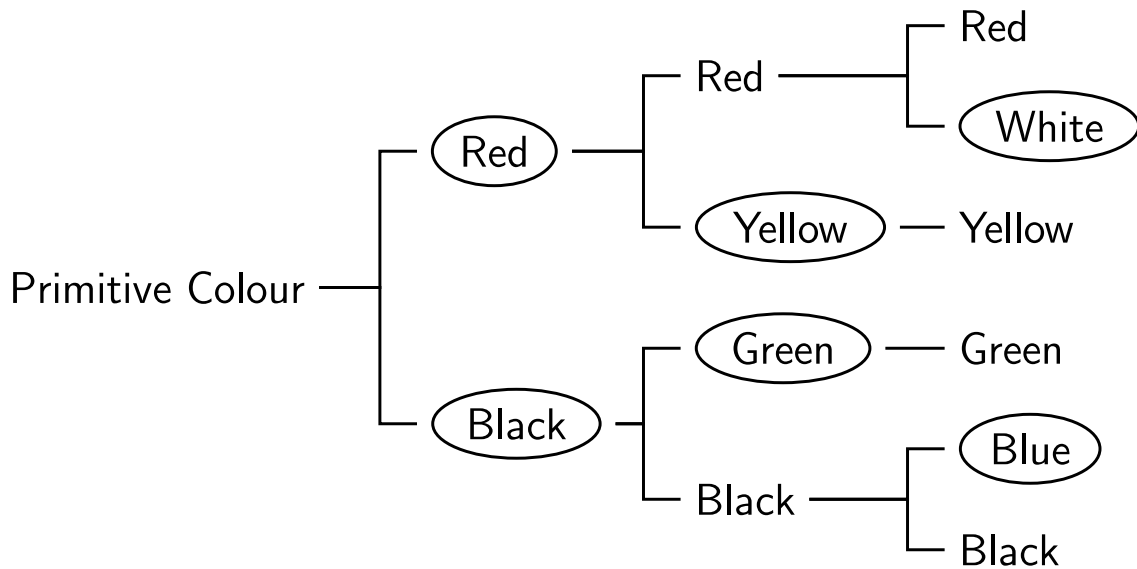 Red
Red
White
Red
Yellow
Yellow
Primitive Colour
Green
Green
Black
Blue
Black
Black